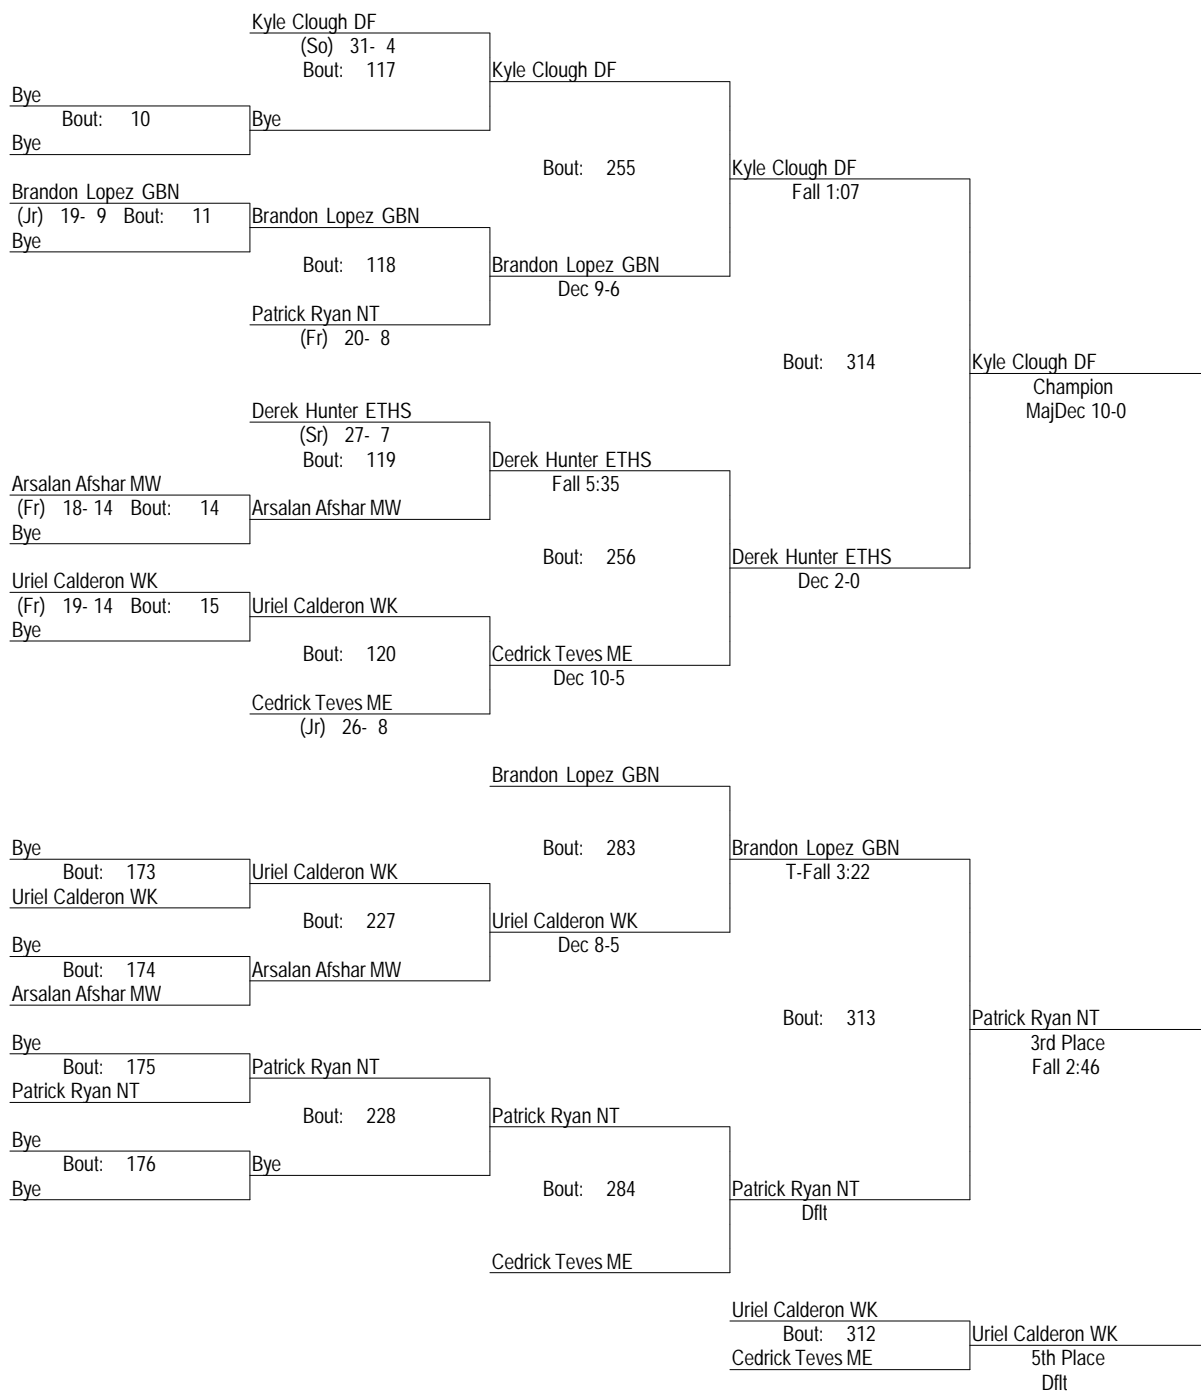 Kyle Clough DF
(So) 31- 4
Bout: 117
Kyle Clough DF
Bye
Bout: 10
Bye
Bye
Bout: 255
Kyle Clough DF
Fall 1:07
Brandon Lopez GBN
(Jr) 19- 9 Bout: 11
Brandon Lopez GBN
Bye
Bout: 118
Brandon Lopez GBN
Dec 9-6
Patrick Ryan NT
(Fr) 20- 8
Bout: 314
Kyle Clough DF
Champion
MajDec 10-0
Derek Hunter ETHS
(Sr) 27- 7
Bout: 119
Derek Hunter ETHS
Fall 5:35
Arsalan Afshar MW
(Fr) 18- 14 Bout: 14
Arsalan Afshar MW
Bye
Bout: 256
Derek Hunter ETHS
Dec 2-0
Uriel Calderon WK
(Fr) 19- 14 Bout: 15
Uriel Calderon WK
Bye
Bout: 120
Cedrick Teves ME
Dec 10-5
Cedrick Teves ME
(Jr) 26- 8
Brandon Lopez GBN
Bout: 283
Brandon Lopez GBN
T-Fall 3:22
Bye
Bout: 173
Uriel Calderon WK
Uriel Calderon WK
Bout: 227
Uriel Calderon WK
Dec 8-5
Bye
Bout: 174
Arsalan Afshar MW
Arsalan Afshar MW
Bout: 313
Patrick Ryan NT
3rd Place
Fall 2:46
Bye
Bout: 175
Patrick Ryan NT
Patrick Ryan NT
Bout: 228
Patrick Ryan NT
Bye
Bout: 176
Bye
Bye
Bout: 284
Patrick Ryan NT
Dflt
Cedrick Teves ME
Uriel Calderon WK
Bout: 312
Uriel Calderon WK
Cedrick Teves ME
5th Place
Dflt